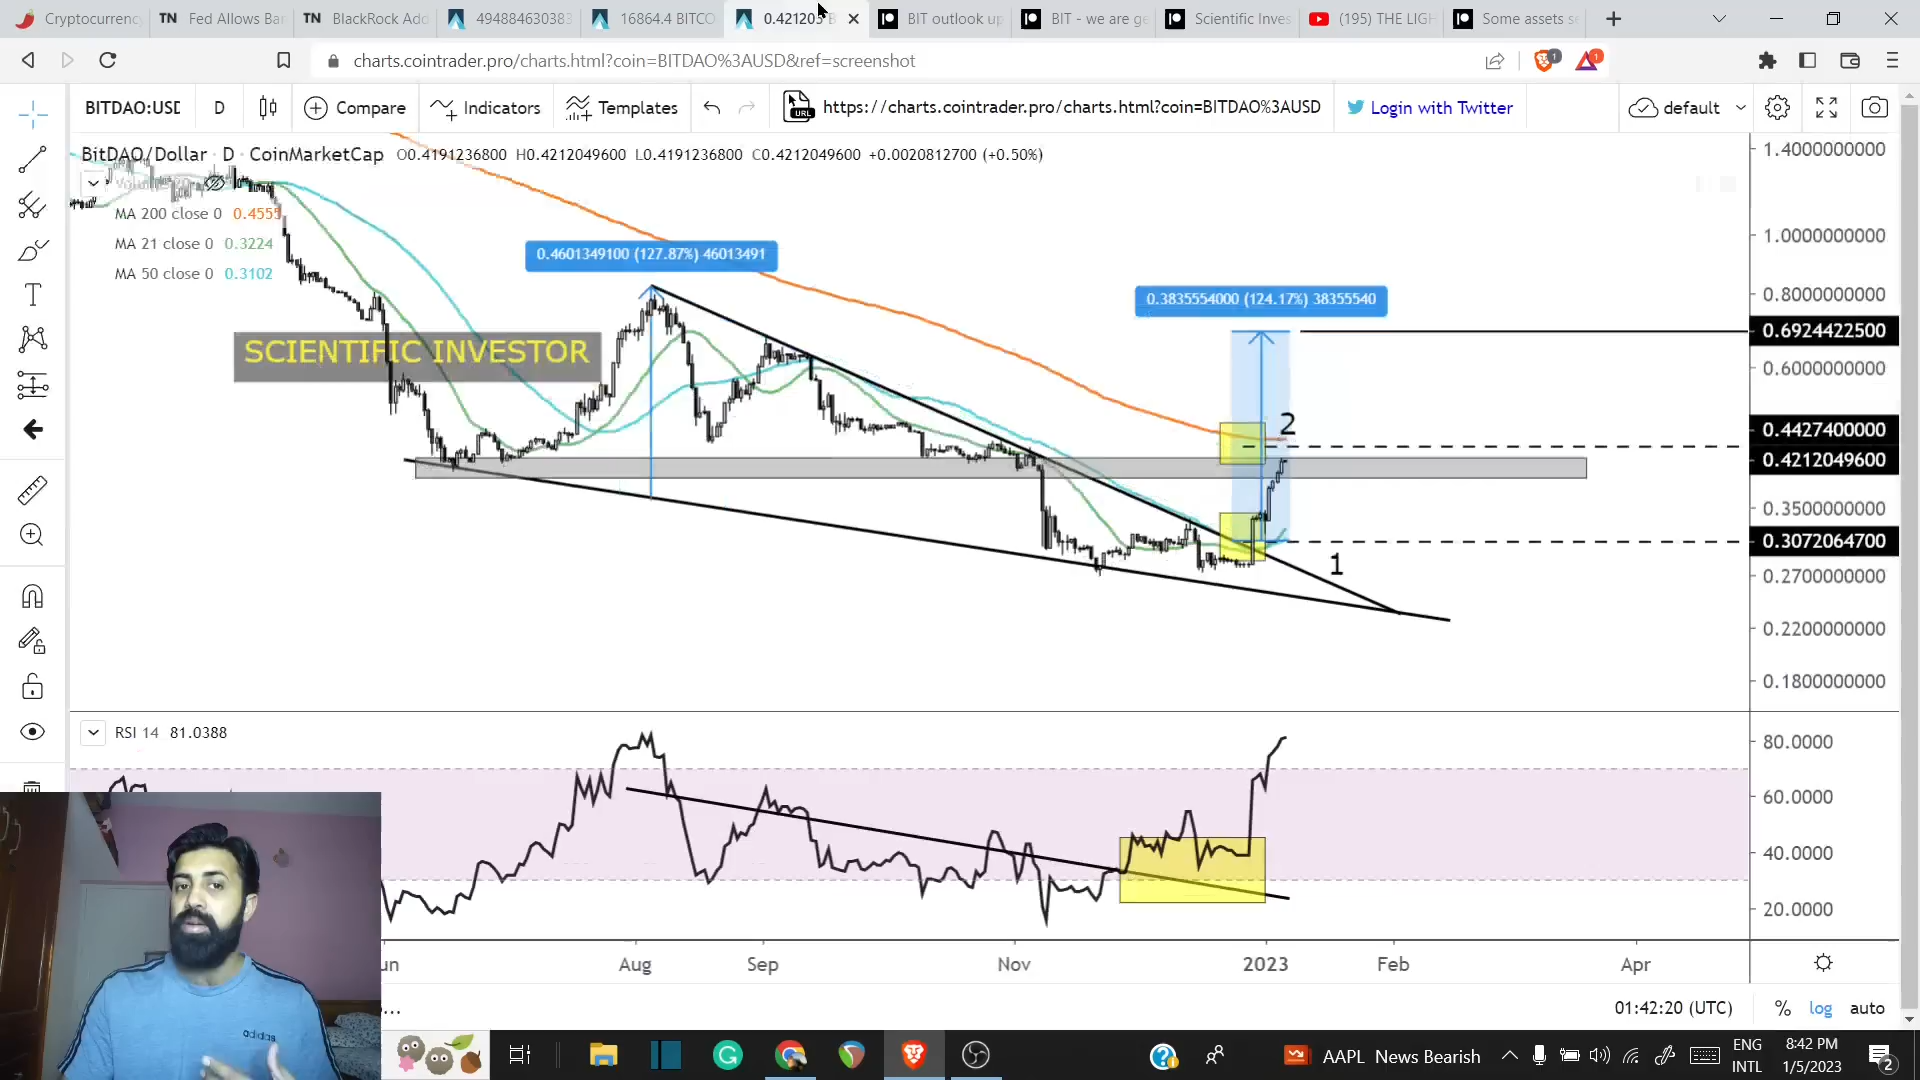 Cryptocurrenc
Fed Allows Bar
BlackRock Add
494884630383
16864.4 BITCO
0.421205
BIT outlook up
BIT - we are ge
Scientific Inves
(195) THE LIGH
Some assets se
charts.cointrader.pro/charts.html?coin=BITDAO%3AUSD&ref=screenshot
1
1
BITDAO:USD
D
Compare
Indicators
Templates
URL
https://charts.cointrader.pro/charts.html?coin=BITDAO%3AUSD
Login with Twitter
default
BitDAO/Dollar · D · CoinMarketCap
O0.4191236800 H0.4212049600 L0.4191236800 C0.4212049600 +0.0020812700 (+0.50%)
MA 200 close 0 0.4555
MA 21 close 0 0.3224
MA 50 close 0 0.3102
0.4601349100 (127.87%) 46013491
0.3835554000 (124.17%) 38355540
SCIENTIFIC INVESTOR
2
1
1.4000000000
1.0000000000
0.8000000000
0.6924422500
0.6000000000
0.4427400000
0.4212049600
0.3500000000
0.3072064700
0.2700000000
0.2200000000
0.1800000000
RSI 14 81.0388
80.0000
60.0000
40.0000
20.0000
un
Aug
Sep
Nov
2023
Feb
Apr
...
01:42:20 (UTC)
%
log
auto
adidas
AAPL News Bearish
ENG
INTL
8:42 PM
1/5/2023
2